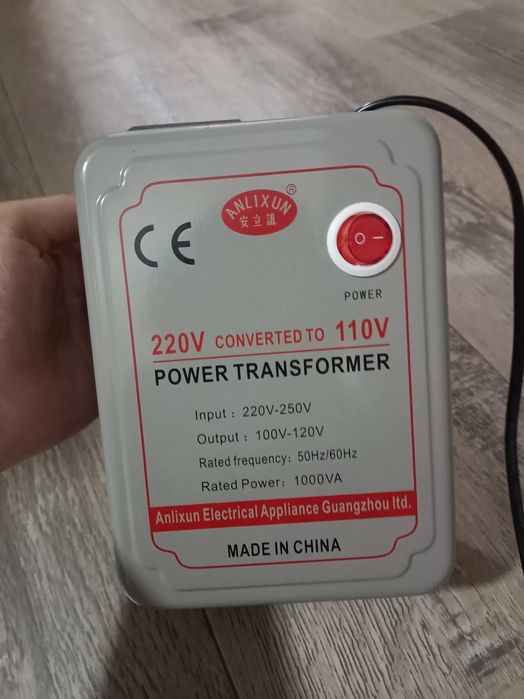 ANLIXUN ®
安立訊
CE
O —
POWER
220V CONVERTED TO 110V
POWER TRANSFORMER
Input : 220V-250V
Output : 100V-120V
Rated frequency: 50Hz/60Hz
Rated Power: 1000VA
Anlixun Electrical Appliance Guangzhou ltd.
MADE IN CHINA